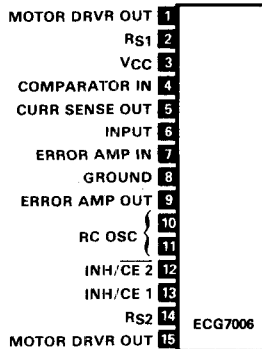 MOTOR DRVR OUT 1
RS1 2
VCC 3
COMPARATOR IN 4
CURR SENSE OUT 5
INPUT 6
ERROR AMP IN 7
GROUND 8
ERROR AMP OUT 9
10
RC OSC
11
INH/C̅E̅ ̅2̅ 12
INH/CE 1 13
RS2 14
ECG7006
MOTOR DRVR OUT 15